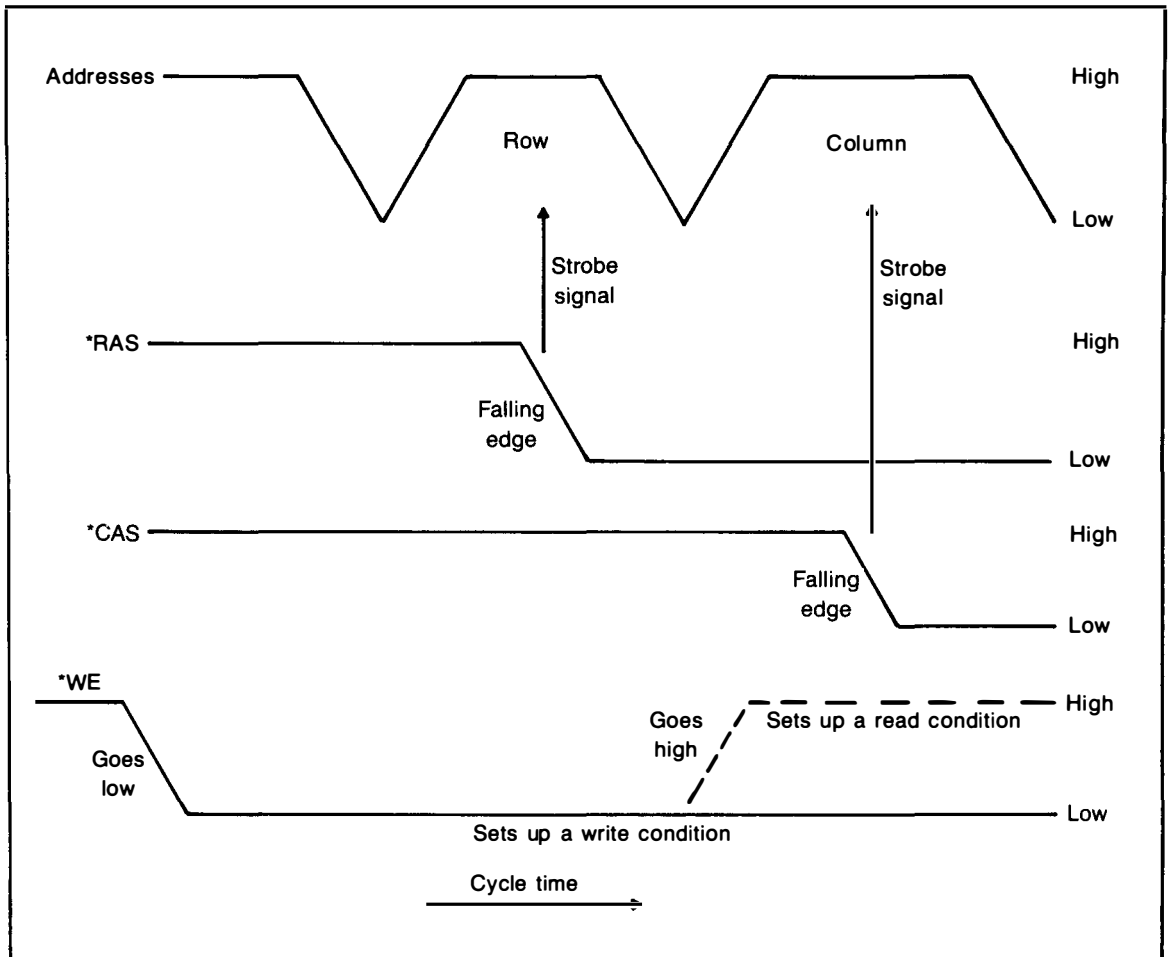 Addresses
High
Row
Column
Low
Strobe
signal
Strobe
signal
*RAS
High
Falling
edge
Low
*CAS
High
Falling
edge
Low
*WE
High
Goes
high
Sets up a read condition
Goes
low
Low
Sets up a write condition
Cycle time